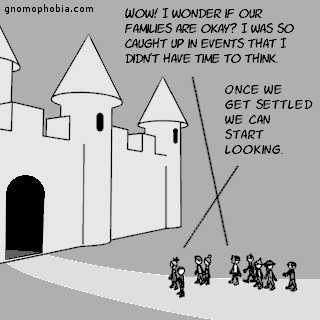 gnomophobia.com
WOW! I WONDER IF OUR
FAMILIES ARE OKAY? I WAS SO
CAUGHT UP IN EVENTS THAT I
DIDN'T HAVE TIME TO THINK.
ONCE WE
GET SETTLED
WE CAN
START
LOOKING.